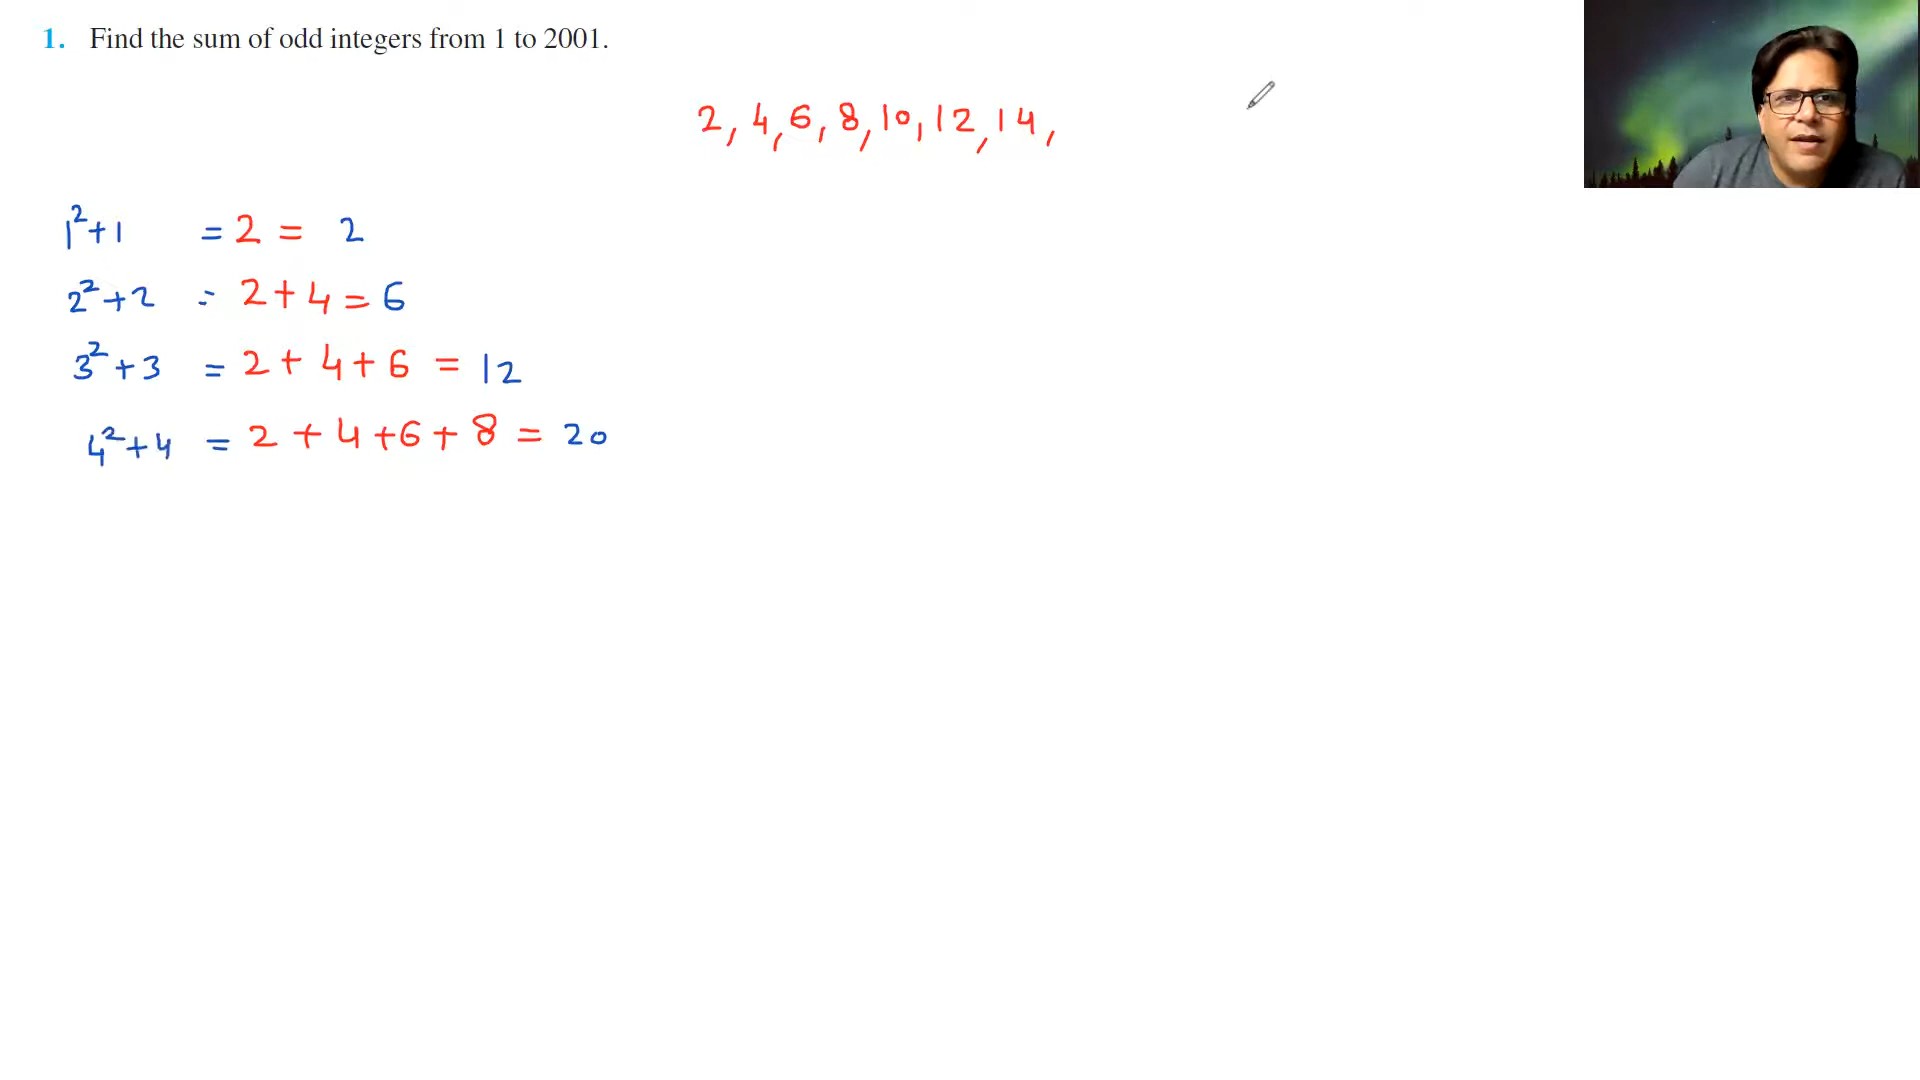 1. Find the sum of odd integers from 1 to 2001.
2, 4, 6, 8, 10, 12, 14,
1²+1 = 2 = 2
2²+2 = 2+4 = 6
3²+3 = 2+4+6 = 12
4²+4 = 2+4+6+8 = 20